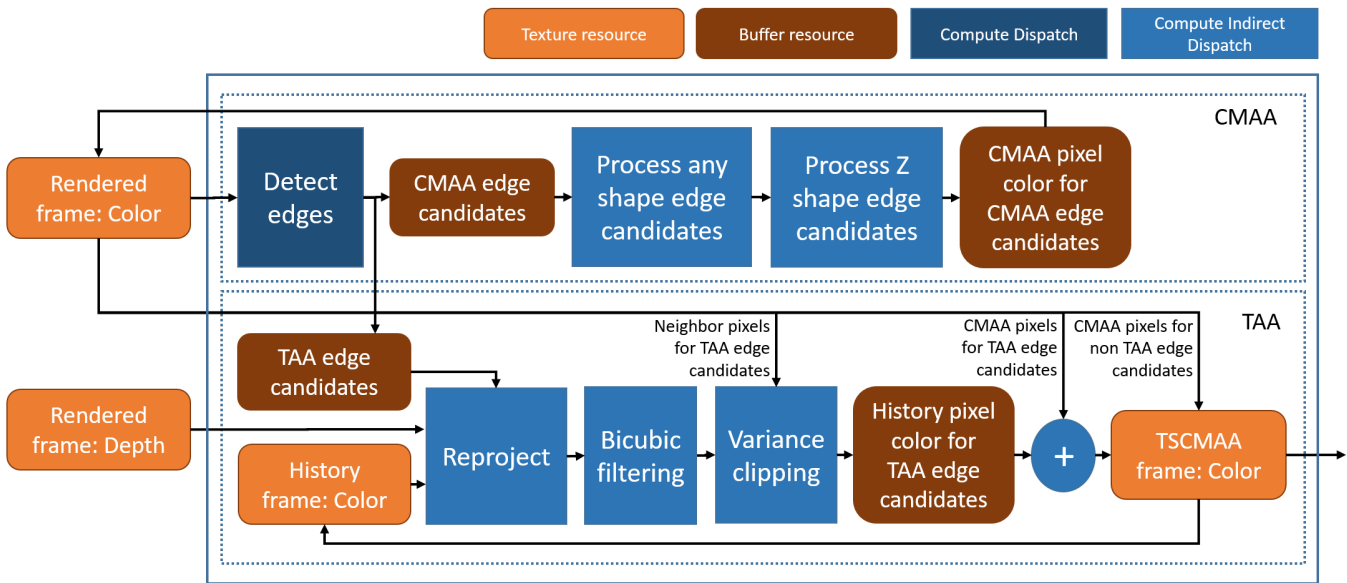 Texture resource
Buffer resource
Compute Dispatch
Compute Indirect
Dispatch
CMAA
Rendered
frame: Color
Detect
edges
CMAA edge
candidates
Process any
shape edge
candidates
Process Z
shape edge
candidates
CMAA pixel
color for
CMAA edge
candidates
TAA
Neighbor pixels
for TAA edge
candidates
CMAA pixels
for TAA edge
candidates
CMAA pixels for
non TAA edge
candidates
TAA edge
candidates
Rendered
frame: Depth
History
frame: Color
Reproject
Bicubic
filtering
Variance
clipping
History pixel
color for
TAA edge
candidates
+
TSCMAA
frame: Color